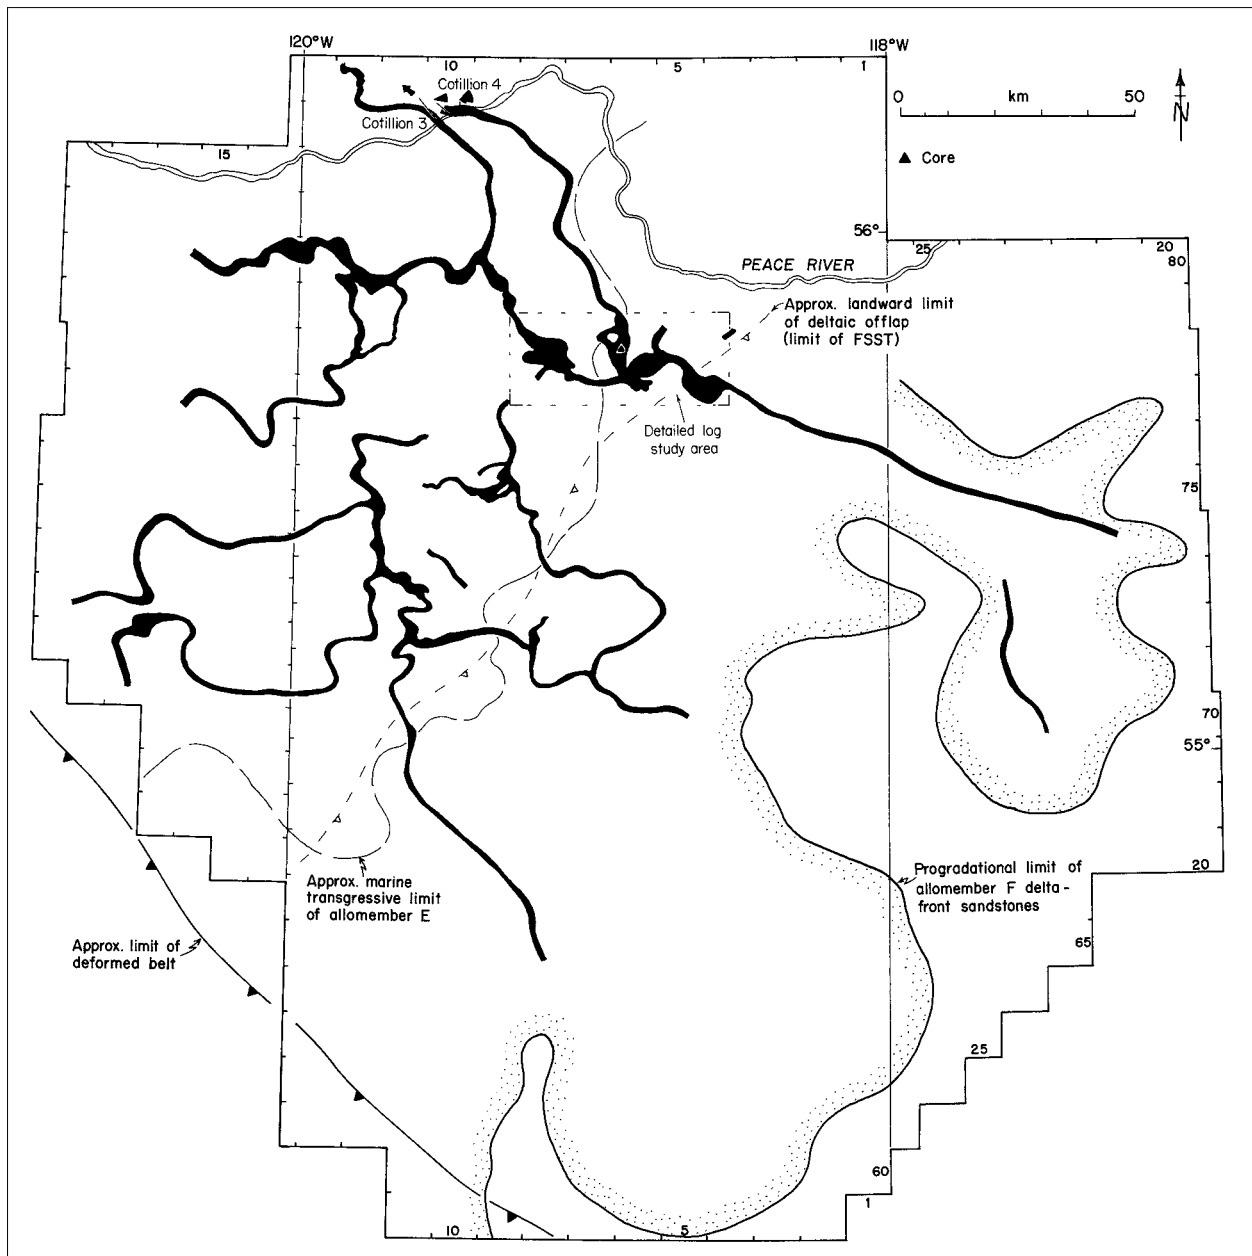 120°W
118°W
10
5
1
Cotillion 4
0 km 50
N
Cotillion 3
Core
15
56°
25
20
80
PEACE RIVER
Approx. landward limit
of deltaic offlap
(limit of FSST)
Detailed log
study area
75
70
55°
20
Progradational limit of
allomember F delta-
front sandstones
Approx. marine
transgressive limit
of allomember E
Approx. limit of
deformed belt
65
25
60
1
10
5